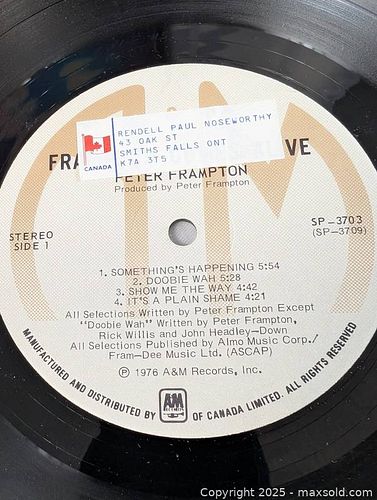 RENDELL PAUL NOSEWORTHY
43 OAK ST
SMITHS FALLS ONT
K7A 3T5
CANADA
FRA VE
PETER FRAMPTON
Produced by Peter Frampton
STEREO
SIDE 1
SP-3703
(SP-3709)
1. SOMETHING'S HAPPENING 5:54
2. DOOBIE WAH 5:28
3. SHOW ME THE WAY 4:42
4. IT'S A PLAIN SHAME 4:21
All Selections Written by Peter Frampton Except
"Doobie Wah" Written by Peter Frampton,
Rick Willis and John Headley-Down
All Selections Published by Almo Music Corp./
Fram-Dee Music Ltd. (ASCAP)
℗ 1976 A&M Records, Inc.
MANUFACTURED AND DISTRIBUTED BY A&M RECORDS OF CANADA LIMITED. ALL RIGHTS RESERVED
Copyright 2025 - maxsold.com